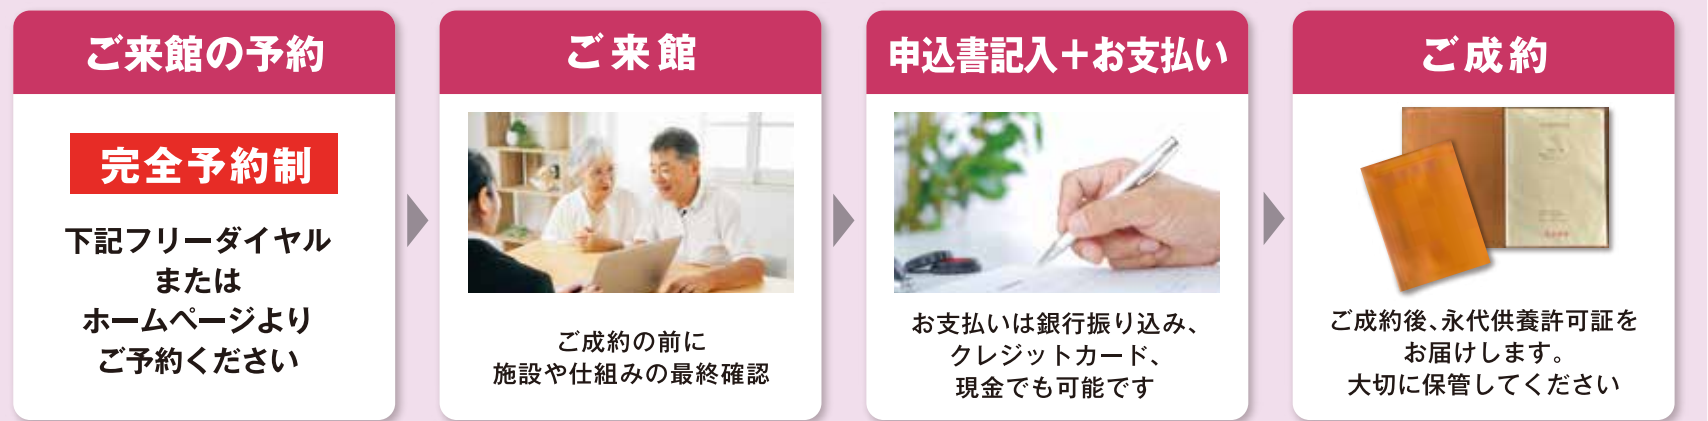 ご来館の予約
完全予約制
下記フリーダイヤル
または
ホームページより
ご予約ください
ご来館
ご成約の前に
施設や仕組みの最終確認
申込書記入＋お支払い
お支払いは銀行振り込み、
クレジットカード、
現金でも可能です
ご成約
ご成約後、永代供養許可証を
お届けします。
大切に保管してください